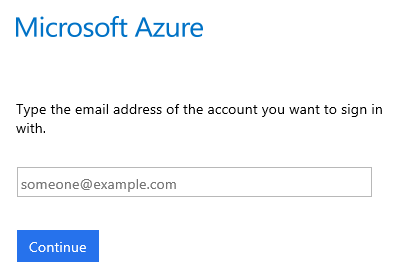 Microsoft Azure
Type the email address of the account you want to sign in
with.
someone@example.com
Continue